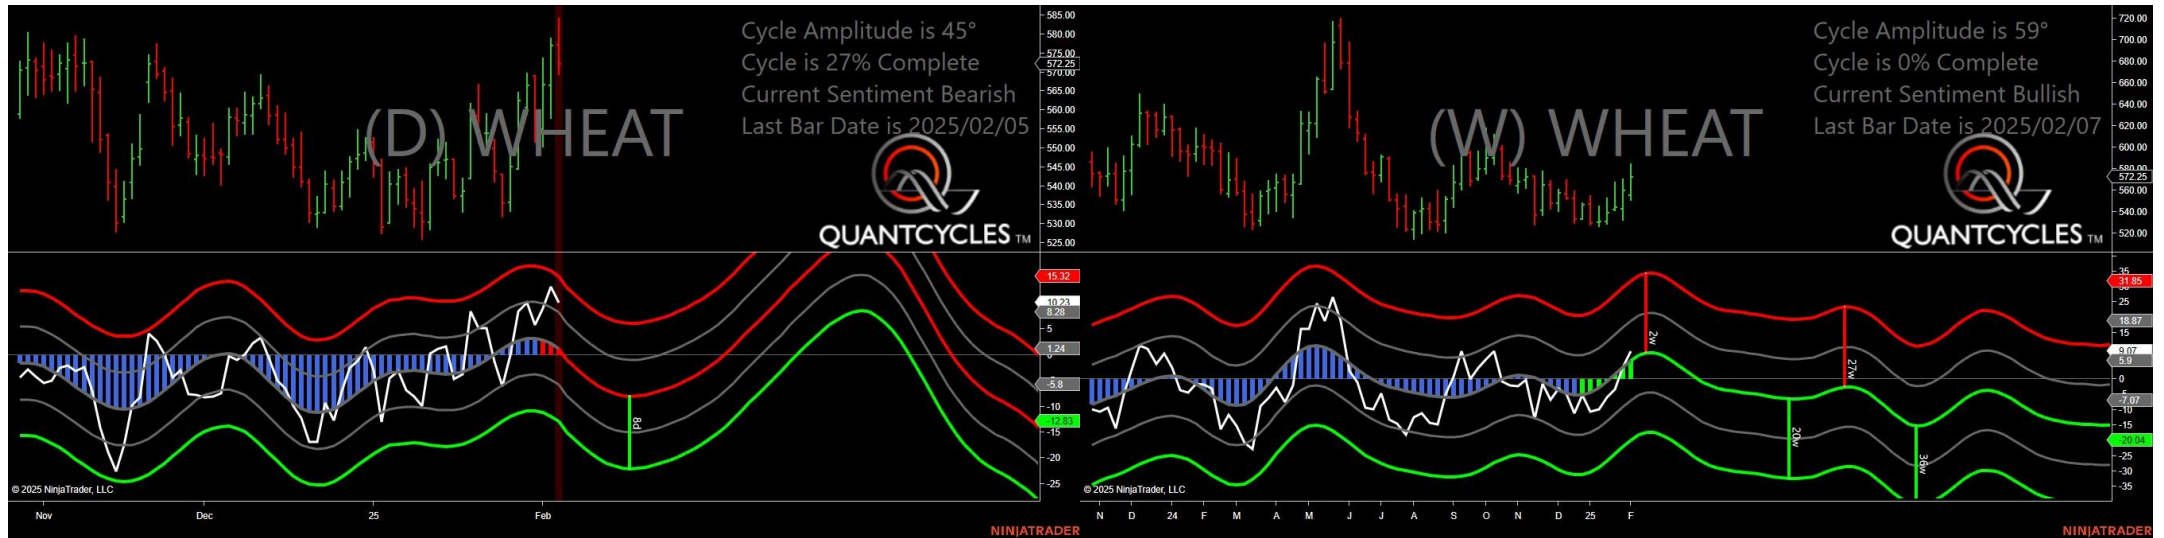 Cycle Amplitude is 45°
Cycle is 27% Complete
Current Sentiment Bearish
Last Bar Date is 2025/02/05
(D) WHEAT
QUANTCYCLES TM
585.00
580.00
575.00
572.25
570.00
565.00
560.00
555.00
550.00
545.00
540.00
535.00
530.00
525.00
15.32
10.23
8.28
5
1.24
0
-5.8
-10
-12.83
-15
-20
-25
8d
© 2025 NinjaTrader, LLC
Nov Dec 25 Feb
NINJATRADER
Cycle Amplitude is 59°
Cycle is 0% Complete
Current Sentiment Bullish
Last Bar Date is 2025/02/07
(W) WHEAT
QUANTCYCLES TM
720.00
700.00
680.00
660.00
640.00
620.00
600.00
580.00
572.25
560.00
540.00
520.00
35
31.85
25
18.87
15
9.07
5.9
0
-7.07
-10
-15
-20.04
-25
-30
-35
2w
27w
20w
36w
© 2025 NinjaTrader, LLC
N D 24 F M A M J J A S O N D 25 F
NINJATRADER